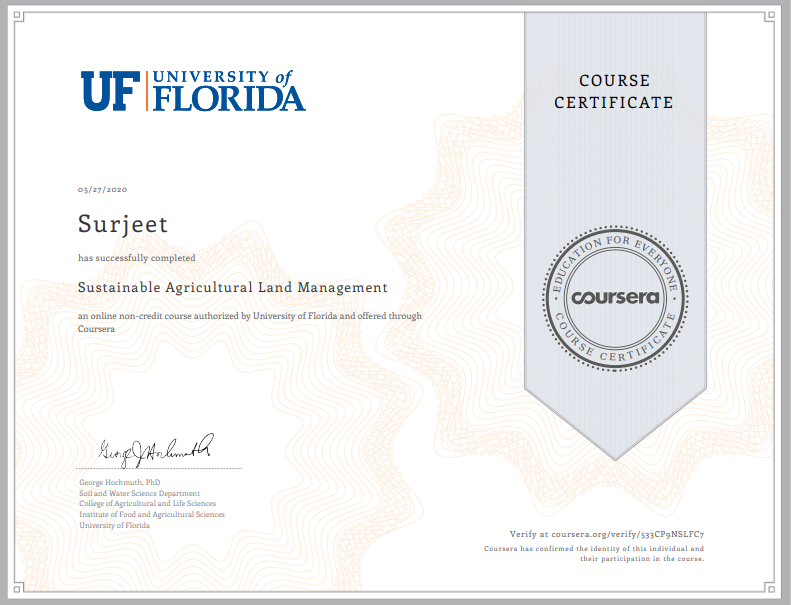 UF UNIVERSITY of
FLORIDA
COURSE
CERTIFICATE
05/27/2020
Surjeet
has successfully completed
Sustainable Agricultural Land Management
an online non-credit course authorized by University of Florida and offered through
Coursera
EDUCATION FOR EVERYONE
coursera
COURSE CERTIFICATE
George Hochmuth, PhD
Soil and Water Science Department
College of Agricultural and Life Sciences
Institute of Food and Agricultural Sciences
University of Florida
Verify at coursera.org/verify/533CP9NSLFC7
Coursera has confirmed the identity of this individual and
their participation in the course.